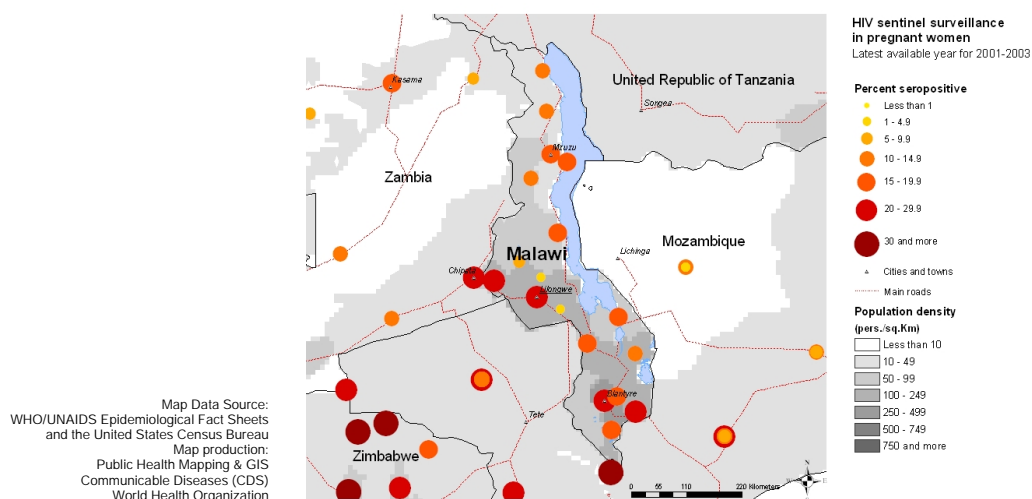 HIV sentinel surveillance
in pregnant women
Latest available year for 2001-2003
Percent seropositive
Less than 1
1 - 4.9
5 - 9.9
10 - 14.9
15 - 19.9
20 - 29.9
30 and more
Cities and towns
Main roads
Population density
(pers./sq.Km)
Less than 10
10 - 49
50 - 99
100 - 249
250 - 499
500 - 749
750 and more
United Republic of Tanzania
Kasama
Songea
Mzuzu
Zambia
Mozambique
Malawi
Lichinga
Chipata
Lilongwe
Blantyre
Tete
Zimbabwe
0 55 110 220 Kilometers
N
Map Data Source:
WHO/UNAIDS Epidemiological Fact Sheets
and the United States Census Bureau
Map production:
Public Health Mapping & GIS
Communicable Diseases (CDS)
World Health Organization